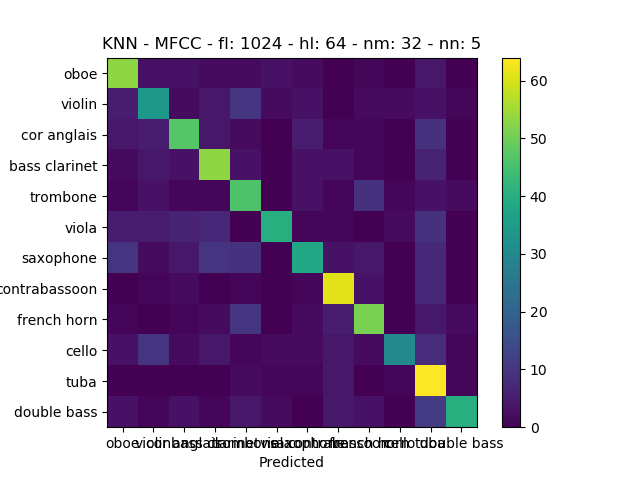 KNN - MFCC - fl: 1024 - hl: 64 - nm: 32 - nn: 5
oboe
violin
cor anglais
bass clarinet
trombone
viola
saxophone
contrabassoon
french horn
cello
tuba
double bass
60
50
40
30
20
10
0
oboe
double bass
Predicted